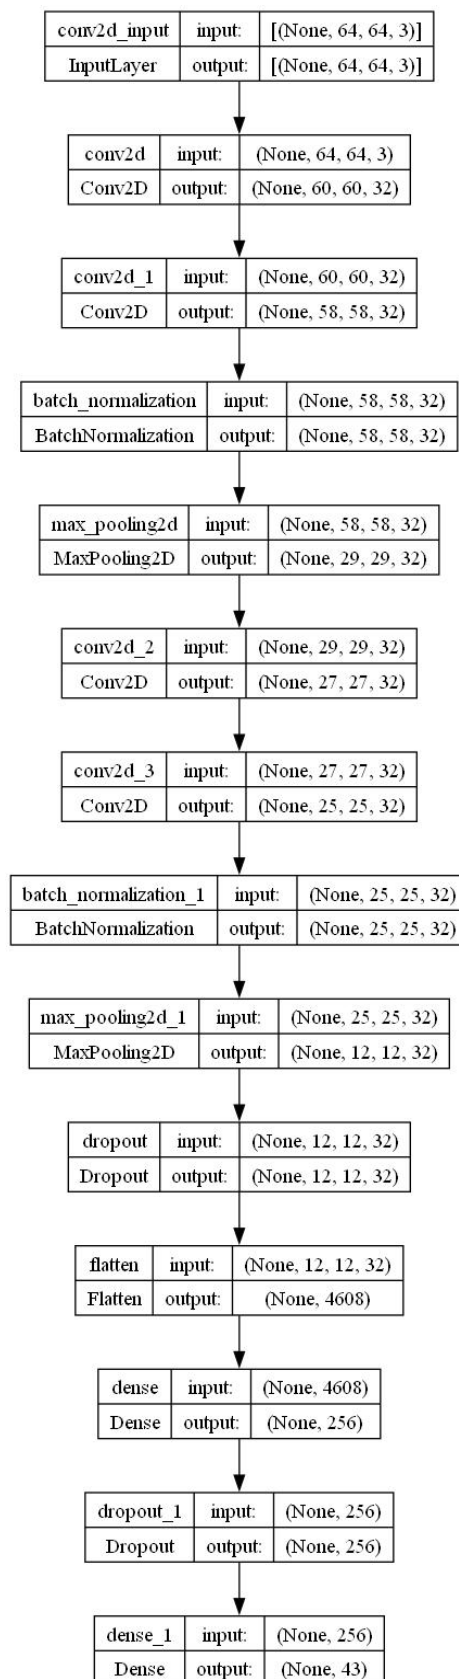 conv2d_input input: [(None, 64, 64, 3)]
InputLayer output: [(None, 64, 64, 3)]
conv2d input: (None, 64, 64, 3)
Conv2D output: (None, 60, 60, 32)
conv2d_1 input: (None, 60, 60, 32)
Conv2D output: (None, 58, 58, 32)
batch_normalization input: (None, 58, 58, 32)
BatchNormalization output: (None, 58, 58, 32)
max_pooling2d input: (None, 58, 58, 32)
MaxPooling2D output: (None, 29, 29, 32)
conv2d_2 input: (None, 29, 29, 32)
Conv2D output: (None, 27, 27, 32)
conv2d_3 input: (None, 27, 27, 32)
Conv2D output: (None, 25, 25, 32)
batch_normalization_1 input: (None, 25, 25, 32)
BatchNormalization output: (None, 25, 25, 32)
max_pooling2d_1 input: (None, 25, 25, 32)
MaxPooling2D output: (None, 12, 12, 32)
dropout input: (None, 12, 12, 32)
Dropout output: (None, 12, 12, 32)
flatten input: (None, 12, 12, 32)
Flatten output: (None, 4608)
dense input: (None, 4608)
Dense output: (None, 256)
dropout_1 input: (None, 256)
Dropout output: (None, 256)
dense_1 input: (None, 256)
Dense output: (None, 43)